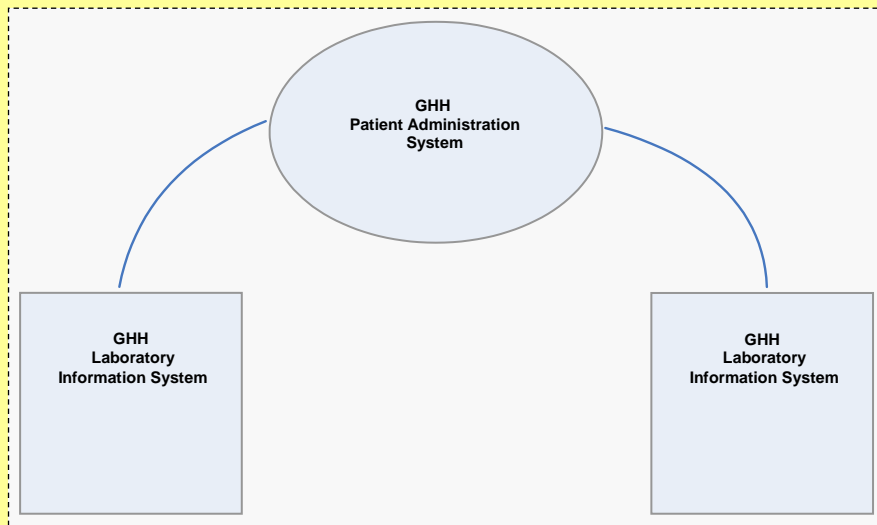 GHH
Patient Administration
System
GHH
Laboratory
Information System
GHH
Laboratory
Information System